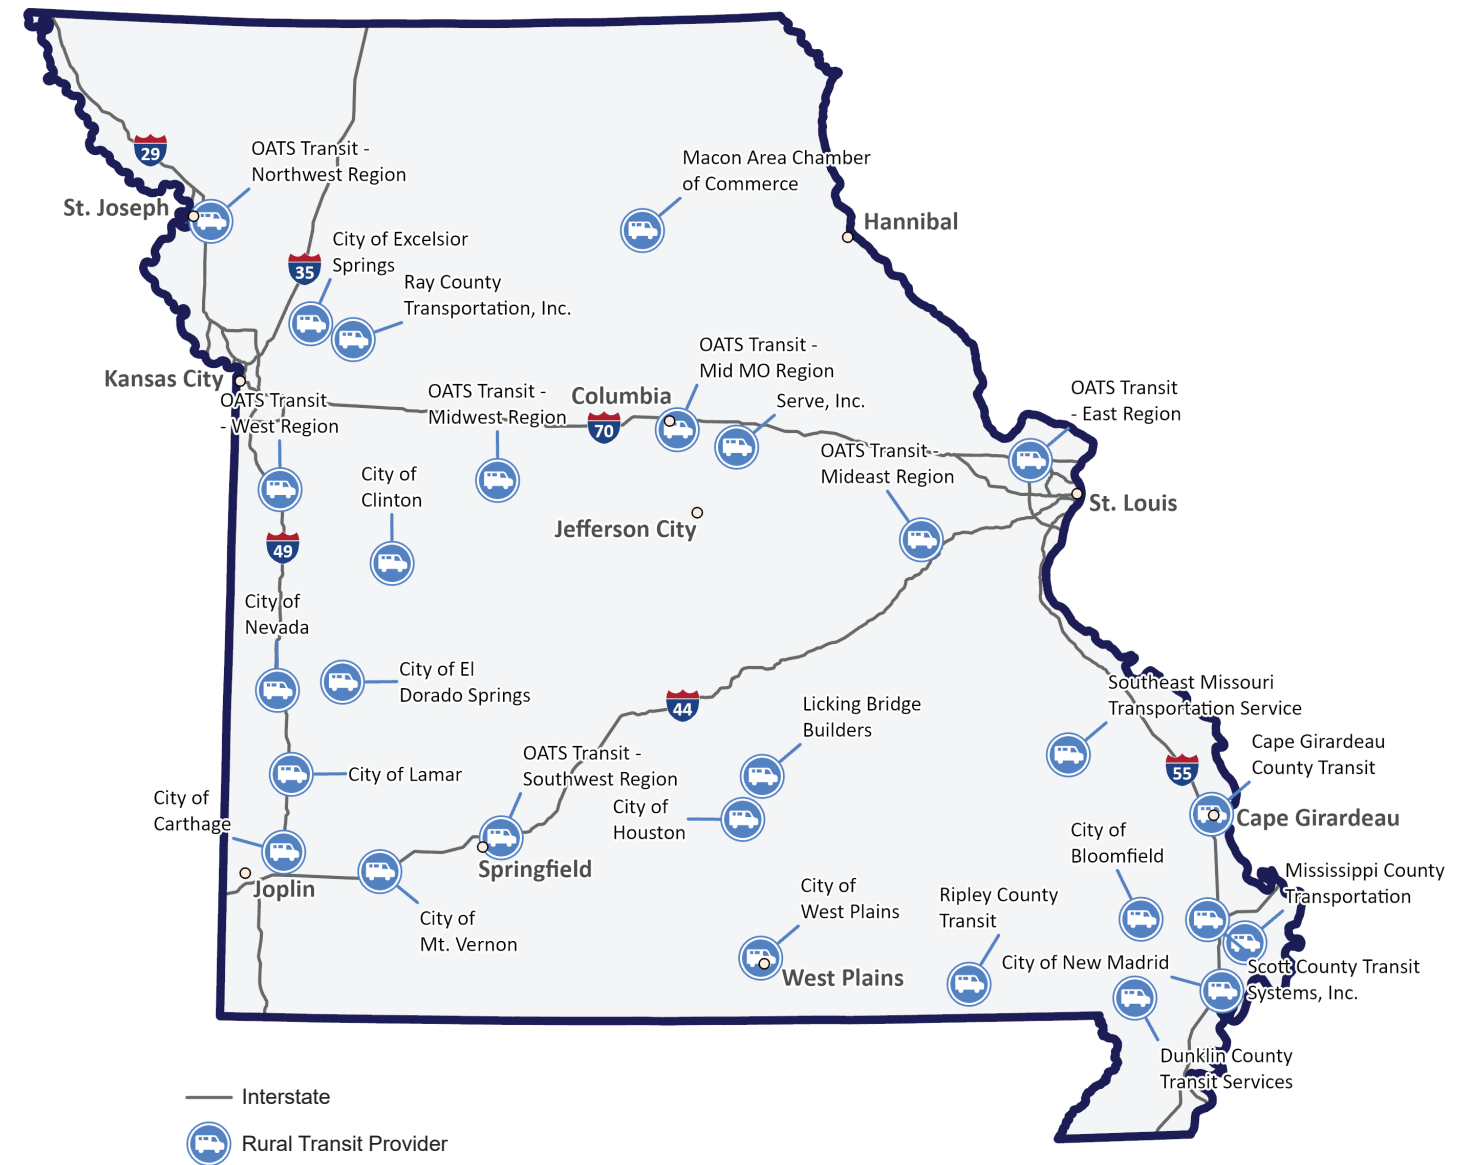 29
OATS Transit -
Northwest Region
Macon Area Chamber
of Commerce
St. Joseph
Hannibal
City of Excelsior
Springs
35
Ray County
Transportation, Inc.
Kansas City
OATS Transit
- West Region
OATS Transit -
Midwest Region
Columbia
70
OATS Transit -
Mid MO Region
Serve, Inc.
OATS Transit
- East Region
OATS Transit -
Mideast Region
City of
Clinton
St. Louis
Jefferson City
49
City of
Nevada
City of El
Dorado Springs
44
Licking Bridge
Builders
Southeast Missouri
Transportation Service
55
Cape Girardeau
County Transit
Cape Girardeau
City of Lamar
OATS Transit -
Southwest Region
City of
Houston
City of
Carthage
Joplin
Springfield
City of
Mt. Vernon
City of
West Plains
West Plains
Ripley County
Transit
City of
Bloomfield
Mississippi County
Transportation
City of New Madrid
Scott County Transit
Systems, Inc.
Dunklin County
Transit Services
Interstate
Rural Transit Provider